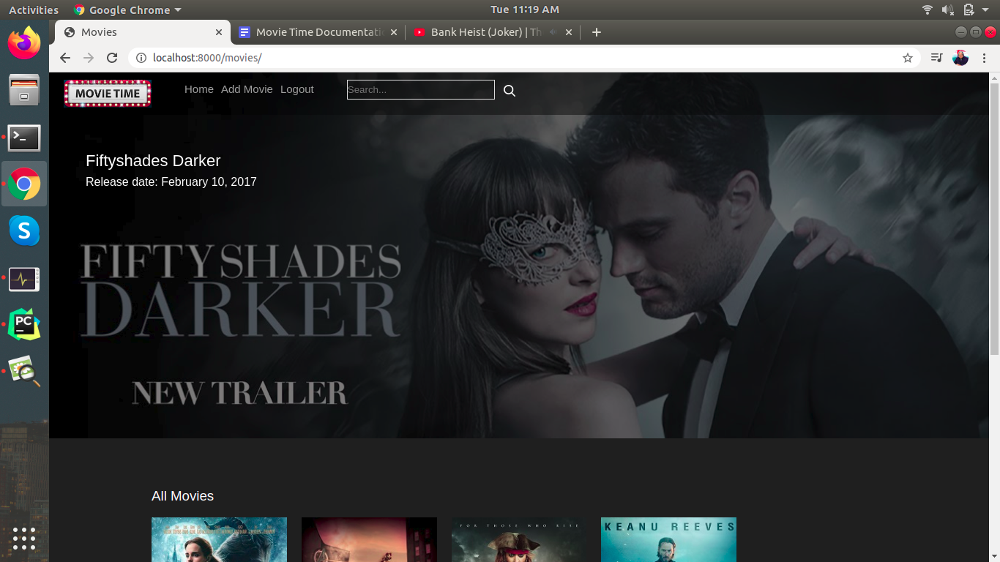 Activities Google Chrome Tue 11:19 AM
Movies Movie Time Documentati Bank Heist (Joker) | Th
localhost:8000/movies/
MOVIE TIME Home Add Movie Logout Search...
Fiftyshades Darker
Release date: February 10, 2017
FIFTY SHADES
DARKER
NEW TRAILER
All Movies
FOR THOSE WHO RISE
KEANU REEVES
S
PC